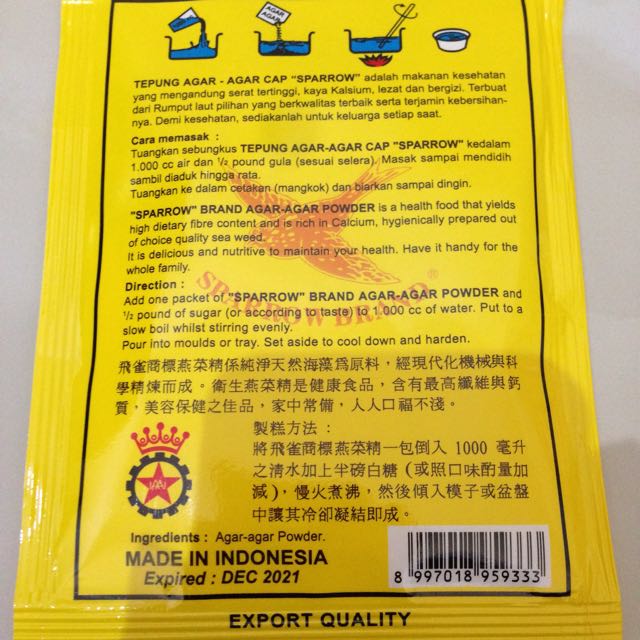 AGAR AGAR
TEPUNG AGAR - AGAR CAP "SPARROW" adalah makanan kesehatan
yang mengandung serat tertinggi, kaya Kalsium, lezat dan bergizi. Terbuat
dari Rumput laut pilihan yang berkwalitas terbaik serta terjamin kebersihan-
nya. Demi kesehatan, sediakanlah untuk keluarga setiap saat.
Cara memasak :
Tuangkan sebungkus TEPUNG AGAR-AGAR CAP "SPARROW" kedalam
1.000 cc air dan 1/2 pound gula (sesuai selera). Masak sampai mendidih
sambil diaduk hingga rata.
Tuangkan ke dalam cetakan (mangkok) dan biarkan sampai dingin.
"SPARROW" BRAND AGAR-AGAR POWDER is a health food that yields
high dietary fibre content and is rich in Calcium, hygienically prepared out
of choice quality sea weed.
It is delicious and nutritive to maintain your health. Have it handy for the
whole family.
SPARROW BRAND®
Direction :
Add one packet of "SPARROW" BRAND AGAR-AGAR POWDER and
1/2 pound of sugar (or according to taste) to 1.000 cc of water. Put to a
slow boil whilst stirring evenly.
Pour into moulds or tray. Set aside to cool down and harden.
飛雀商標燕菜精係純淨天然海藻爲原料，經現代化機械與科
學精煉而成。衛生燕菜精是健康食品，含有最高纖維與鈣
質，美容保健之佳品，家中常備，人人口福不淺。
製糕方法：
將飛雀商標燕菜精一包倒入 1000 毫升
之清水加上半磅白糖（或照口味酌量加
減），慢火煮沸，然後傾入模子或盆盤
中讓其冷卻凝結即成。
Ingredients : Agar-agar Powder.
MADE IN INDONESIA
Expired : DEC 2021
8 997018 959333
EXPORT QUALITY